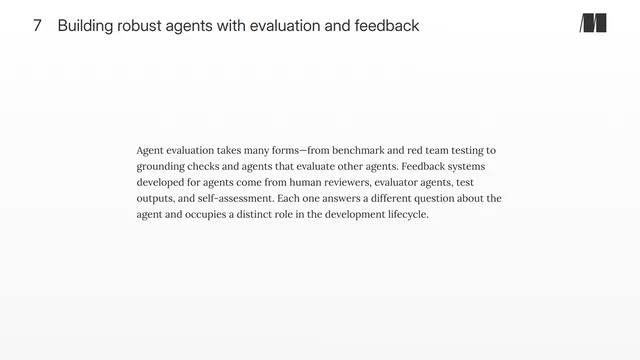 7 Building robust agents with evaluation and feedback
Agent evaluation takes many forms—from benchmark and red team testing to
grounding checks and agents that evaluate other agents. Feedback systems
developed for agents come from human reviewers, evaluator agents, test
outputs, and self-assessment. Each one answers a different question about the
agent and occupies a distinct role in the development lifecycle.